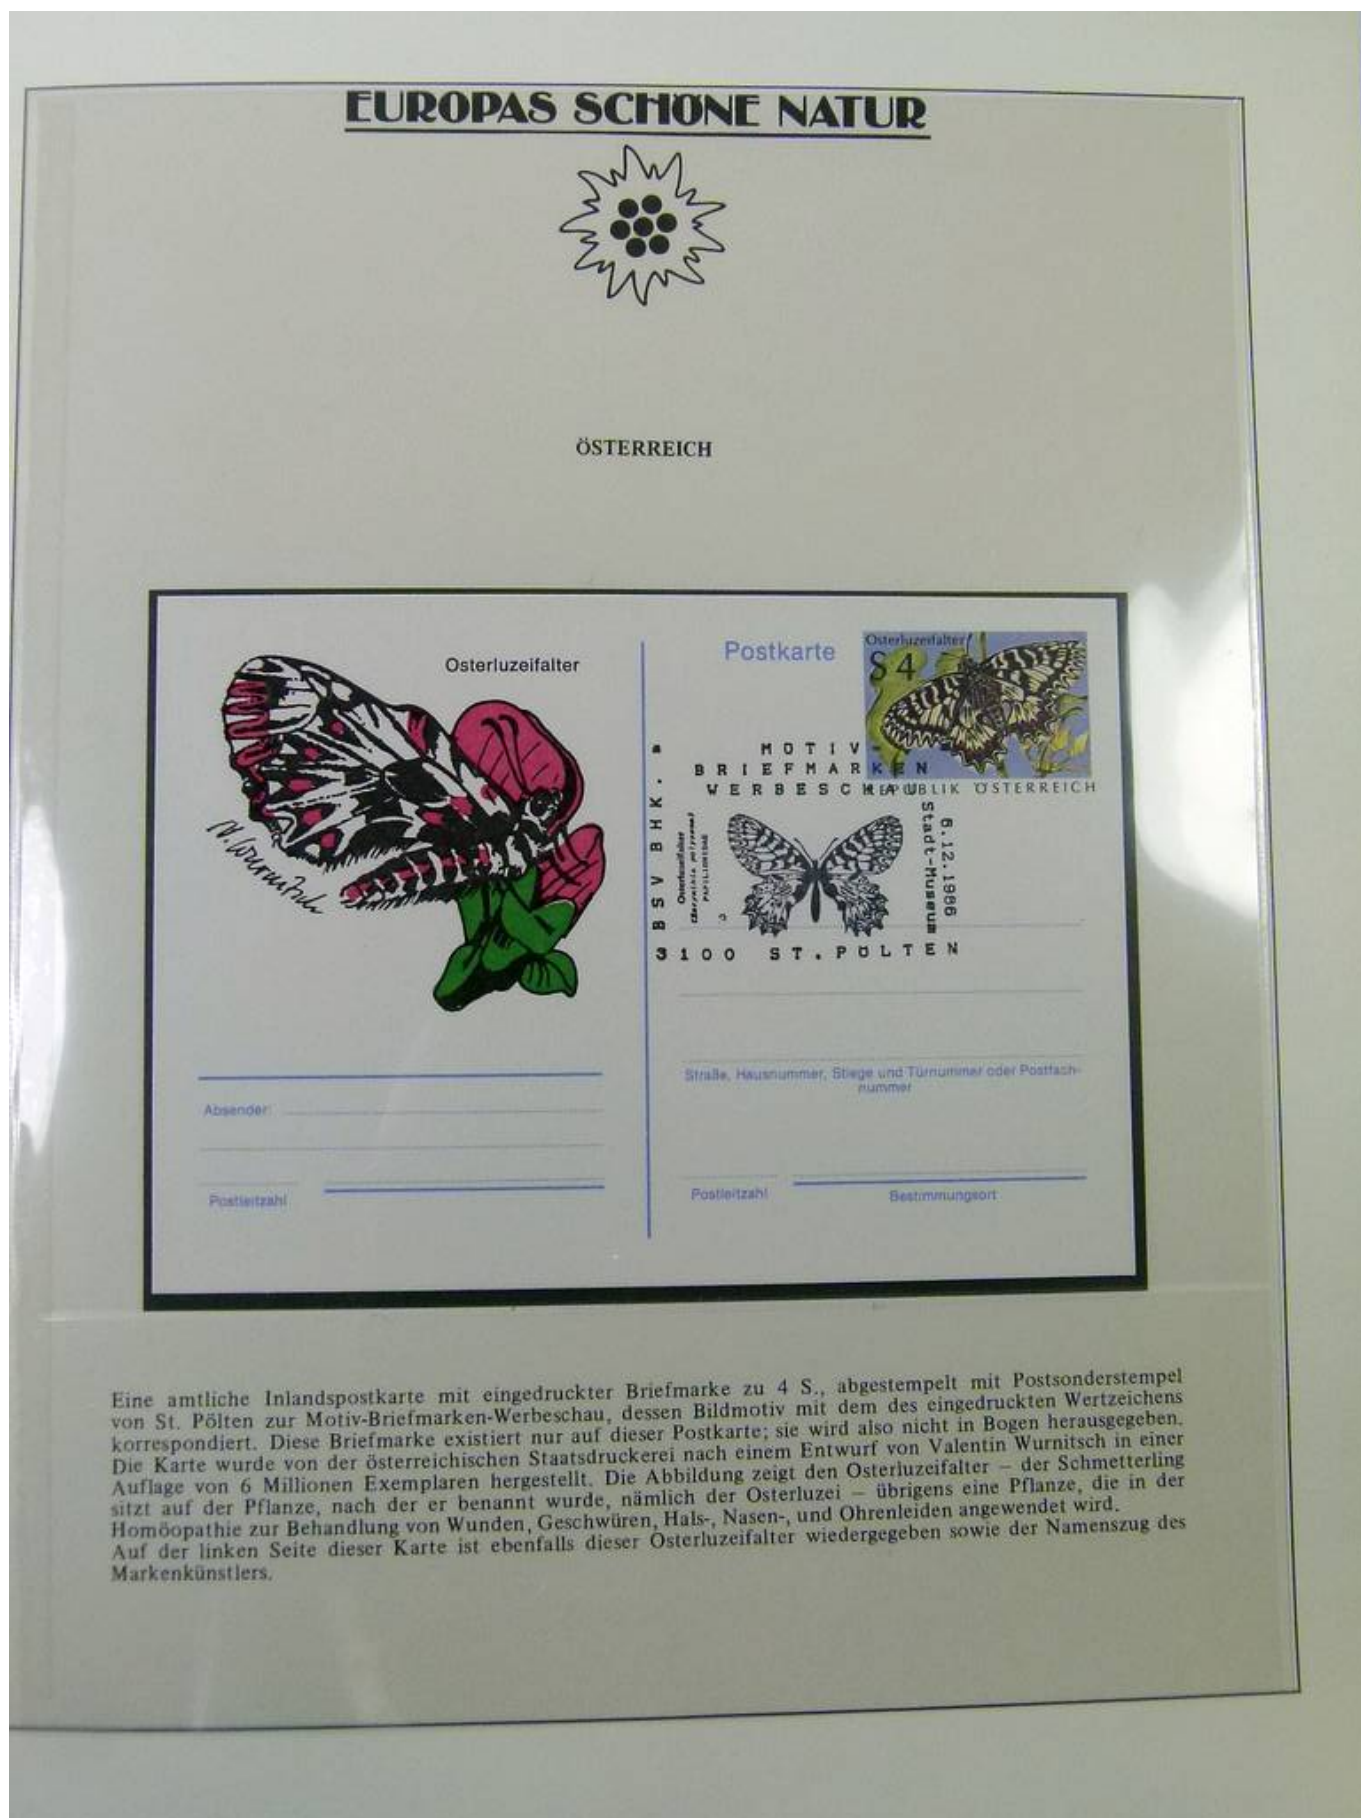 EUROPAS SCHÖNE NATUR
ÖSTERREICH
Osterluzeifalter
Postkarte
Osterluzeifalter
S 4
REPUBLIK ÖSTERREICH
MOTIV-
BRIEFMARKEN
WERBESCHAU
BSV BHK. a
Osterluzeifalter
PAPILIONIDAE
6.12.1986
Stadt-Museum
3100 ST.PÖLTEN
V. Wurnitsch
Straße, Hausnummer, Stiege und Türnummer oder Postfach-
nummer
Absender:
Postleitzahl
Postleitzahl
Bestimmungsort
Eine amtliche Inlandspostkarte mit eingedruckter Briefmarke zu 4 S., abgestempelt mit Postsonderstempel
von St. Pölten zur Motiv-Briefmarken-Werbeschau, dessen Bildmotiv mit dem des eingedruckten Wertzeichens
korrespondiert. Diese Briefmarke existiert nur auf dieser Postkarte; sie wird also nicht in Bogen herausgegeben.
Die Karte wurde von der österreichischen Staatsdruckerei nach einem Entwurf von Valentin Wurnitsch in einer
Auflage von 6 Millionen Exemplaren hergestellt. Die Abbildung zeigt den Osterluzeifalter – der Schmetterling
sitzt auf der Pflanze, nach der er benannt wurde, nämlich der Osterluzei – übrigens eine Pflanze, die in der
Homöopathie zur Behandlung von Wunden, Geschwüren, Hals-, Nasen-, und Ohrenleiden angewendet wird.
Auf der linken Seite dieser Karte ist ebenfalls dieser Osterluzeifalter wiedergegeben sowie der Namenszug des
Markenkünstlers.